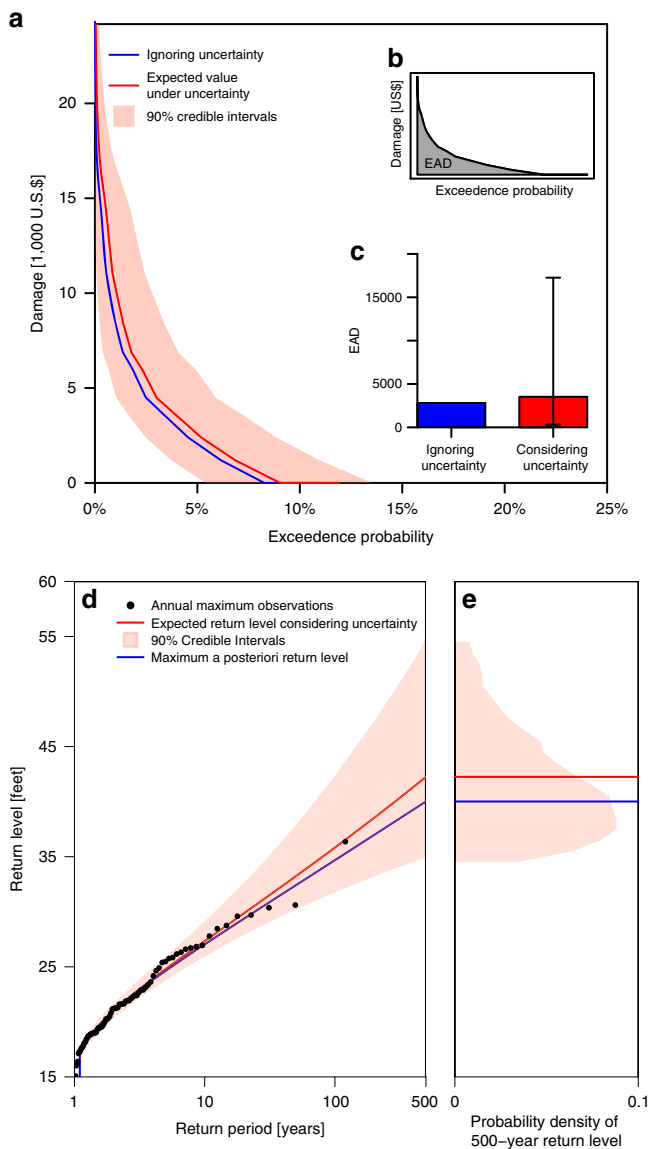 a
Ignoring uncertainty
Expected value
under uncertainty
90% credible intervals
Damage [1,000 U.S.$]
20
15
10
5
0
0%
5%
10%
15%
20%
25%
Exceedence probability
b
Damage [US$]
EAD
Exceedence probability
c
EAD
15000
5000
0
Ignoring
uncertainty
Considering
uncertainty
d
Annual maximum observations
Expected return level considering uncertainty
90% Credible Intervals
Maximum a posteriori return level
Return level [feet]
60
55
45
35
25
15
1
10
100
500
Return period [years]
e
0
0.1
Probability density of
500−year return level